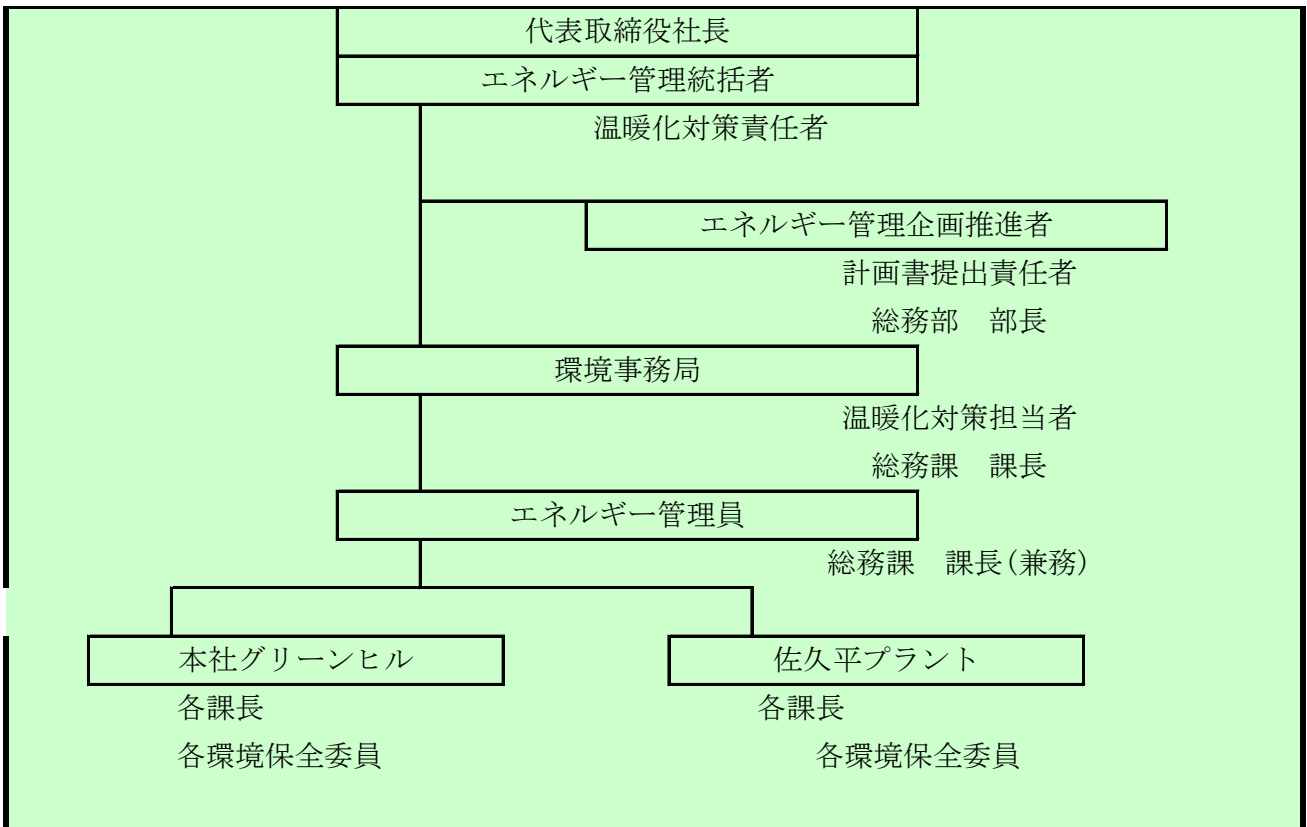 代表取締役社長
エネルギー管理統括者
温暖化対策責任者
エネルギー管理企画推進者
計画書提出責任者
総務部　部長
環境事務局
温暖化対策担当者
総務課　課長
エネルギー管理員
総務課　課長(兼務)
本社グリーンヒル
佐久平プラント
各課長
各課長
各環境保全委員
各環境保全委員